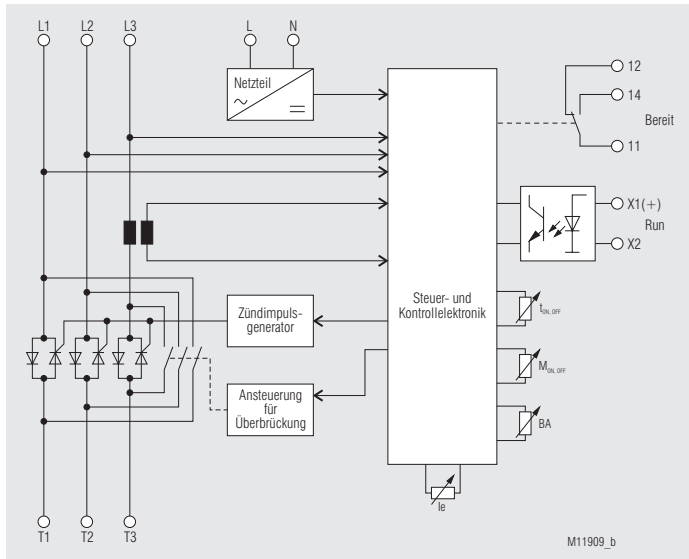 L1 L2 L3 L N
Netzteil
12
14
Bereit
11
X1(+)
Run
X2
Steuer- und
Kontrollelektronik
Zündimpuls-
generator
tON, OFF
MON, OFF
Ansteuerung
für
Überbrückung
BA
Ie
T1 T2 T3
M11909_b